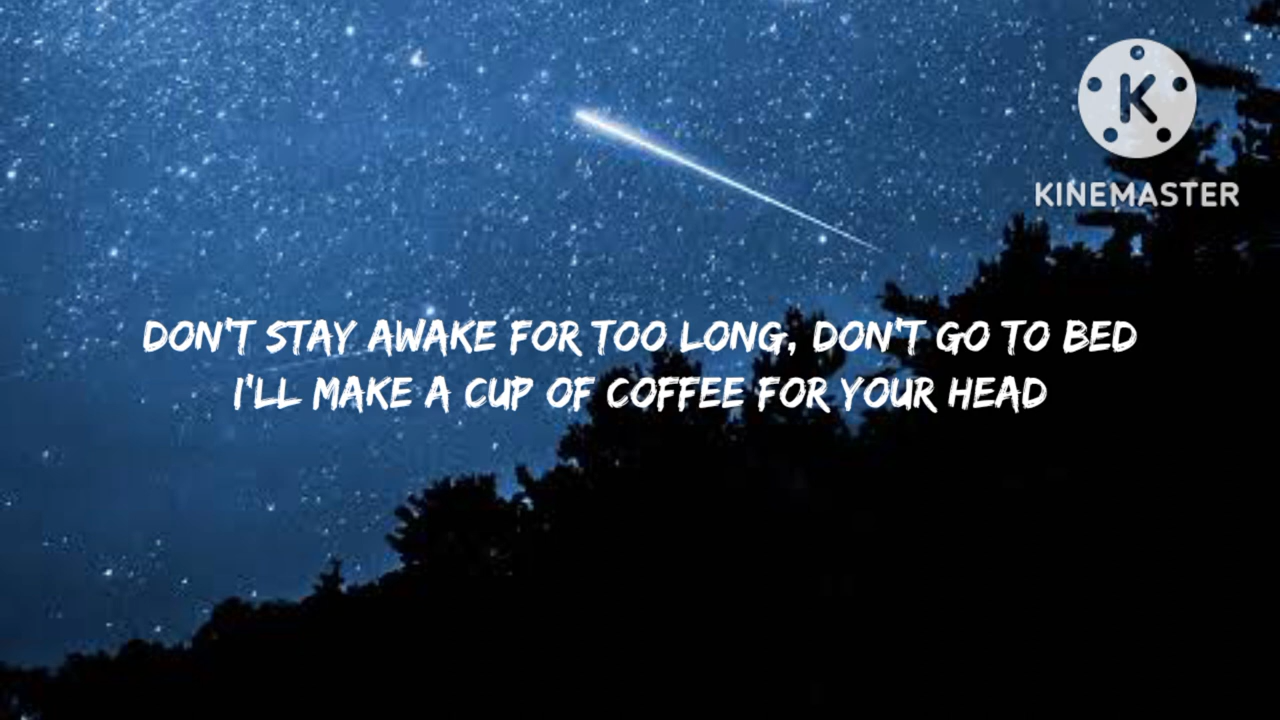 K
KINEMASTER
DON'T STAY AWAKE FOR TOO LONG, DON'T GO TO BED
I'LL MAKE A CUP OF COFFEE FOR YOUR HEAD